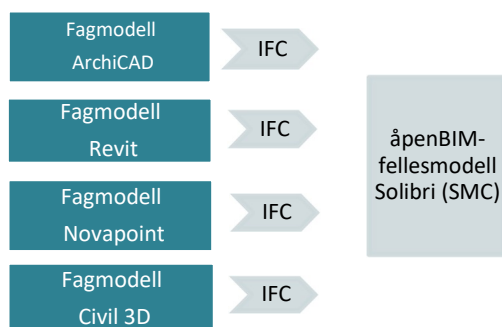 Fagmodell
ArchiCAD
IFC
Fagmodell
Revit
IFC
Fagmodell
Novapoint
IFC
Fagmodell
Civil 3D
IFC
åpenBIM-
fellesmodell
Solibri (SMC)